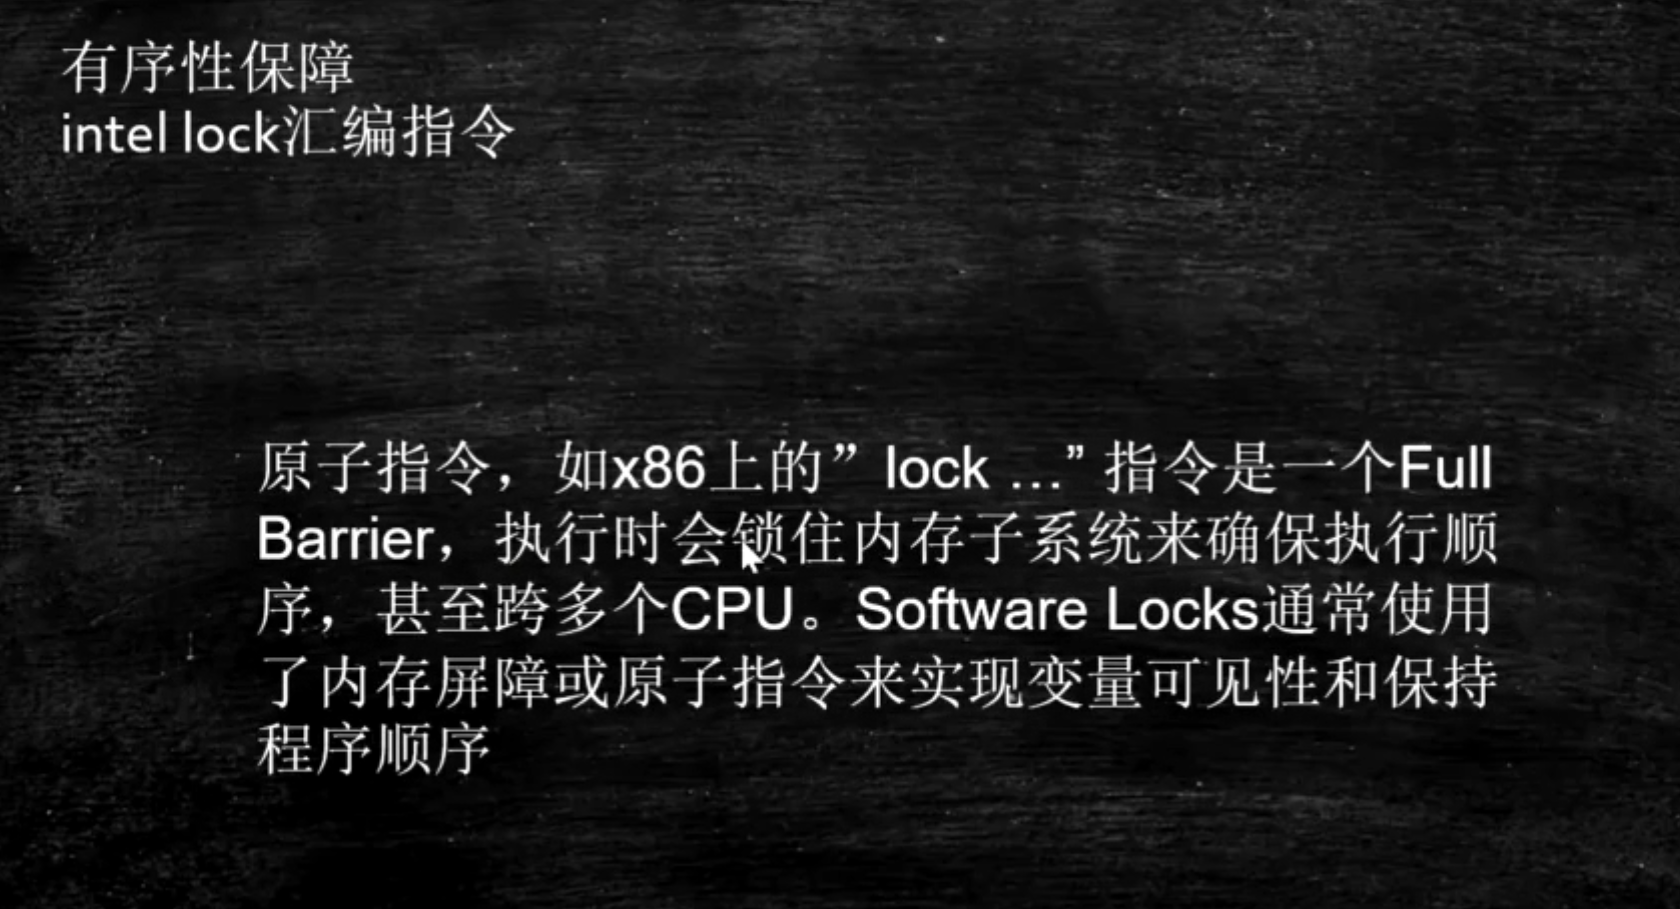 有序性保障
intel lock汇编指令
原子指令，如x86上的” lock …” 指令是一个Full
Barrier，执行时会锁住内存子系统来确保执行顺
序，甚至跨多个CPU。Software Locks通常使用
了内存屏障或原子指令来实现变量可见性和保持
程序顺序